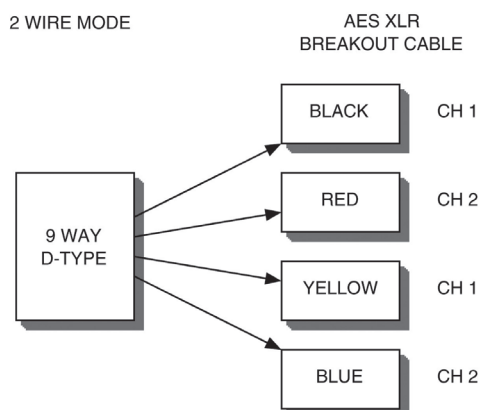 2 WIRE MODE
AES XLR
BREAKOUT CABLE
BLACK
CH 1
RED
CH 2
9 WAY
D-TYPE
YELLOW
CH 1
BLUE
CH 2